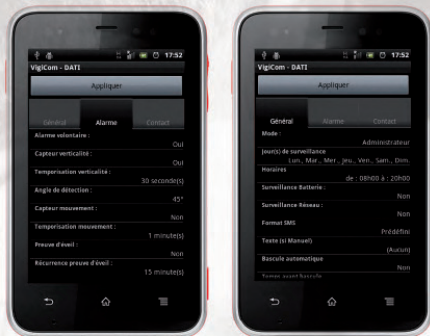 17:52
VigiCom - DATI
Appliquer
Général Alarme Contact
Alarme volontaire :
Oui
Capteur verticalité :
Oui
Temporisation verticalité :
30 seconde(s)
Angle de détection :
45°
Capteur mouvement :
Non
Temporisation mouvement :
1 minute(s)
Preuve d'éveil :
Non
Récurrence preuve d'éveil :
15 minute(s)
17:52
VigiCom - DATI
Appliquer
Général Alarme Contact
Mode :
Administrateur
Jour(s) de surveillance
Lun., Mar., Mer., Jeu., Ven., Sam., Dim.
Horaires
de : 08h00 à : 20h00
Surveillance Batterie :
Non
Surveillance Réseau :
Non
Format SMS
Prédéfini
Texte (si Manuel)
(Aucun)
Bascule automatique
Non
Temps avant bascule